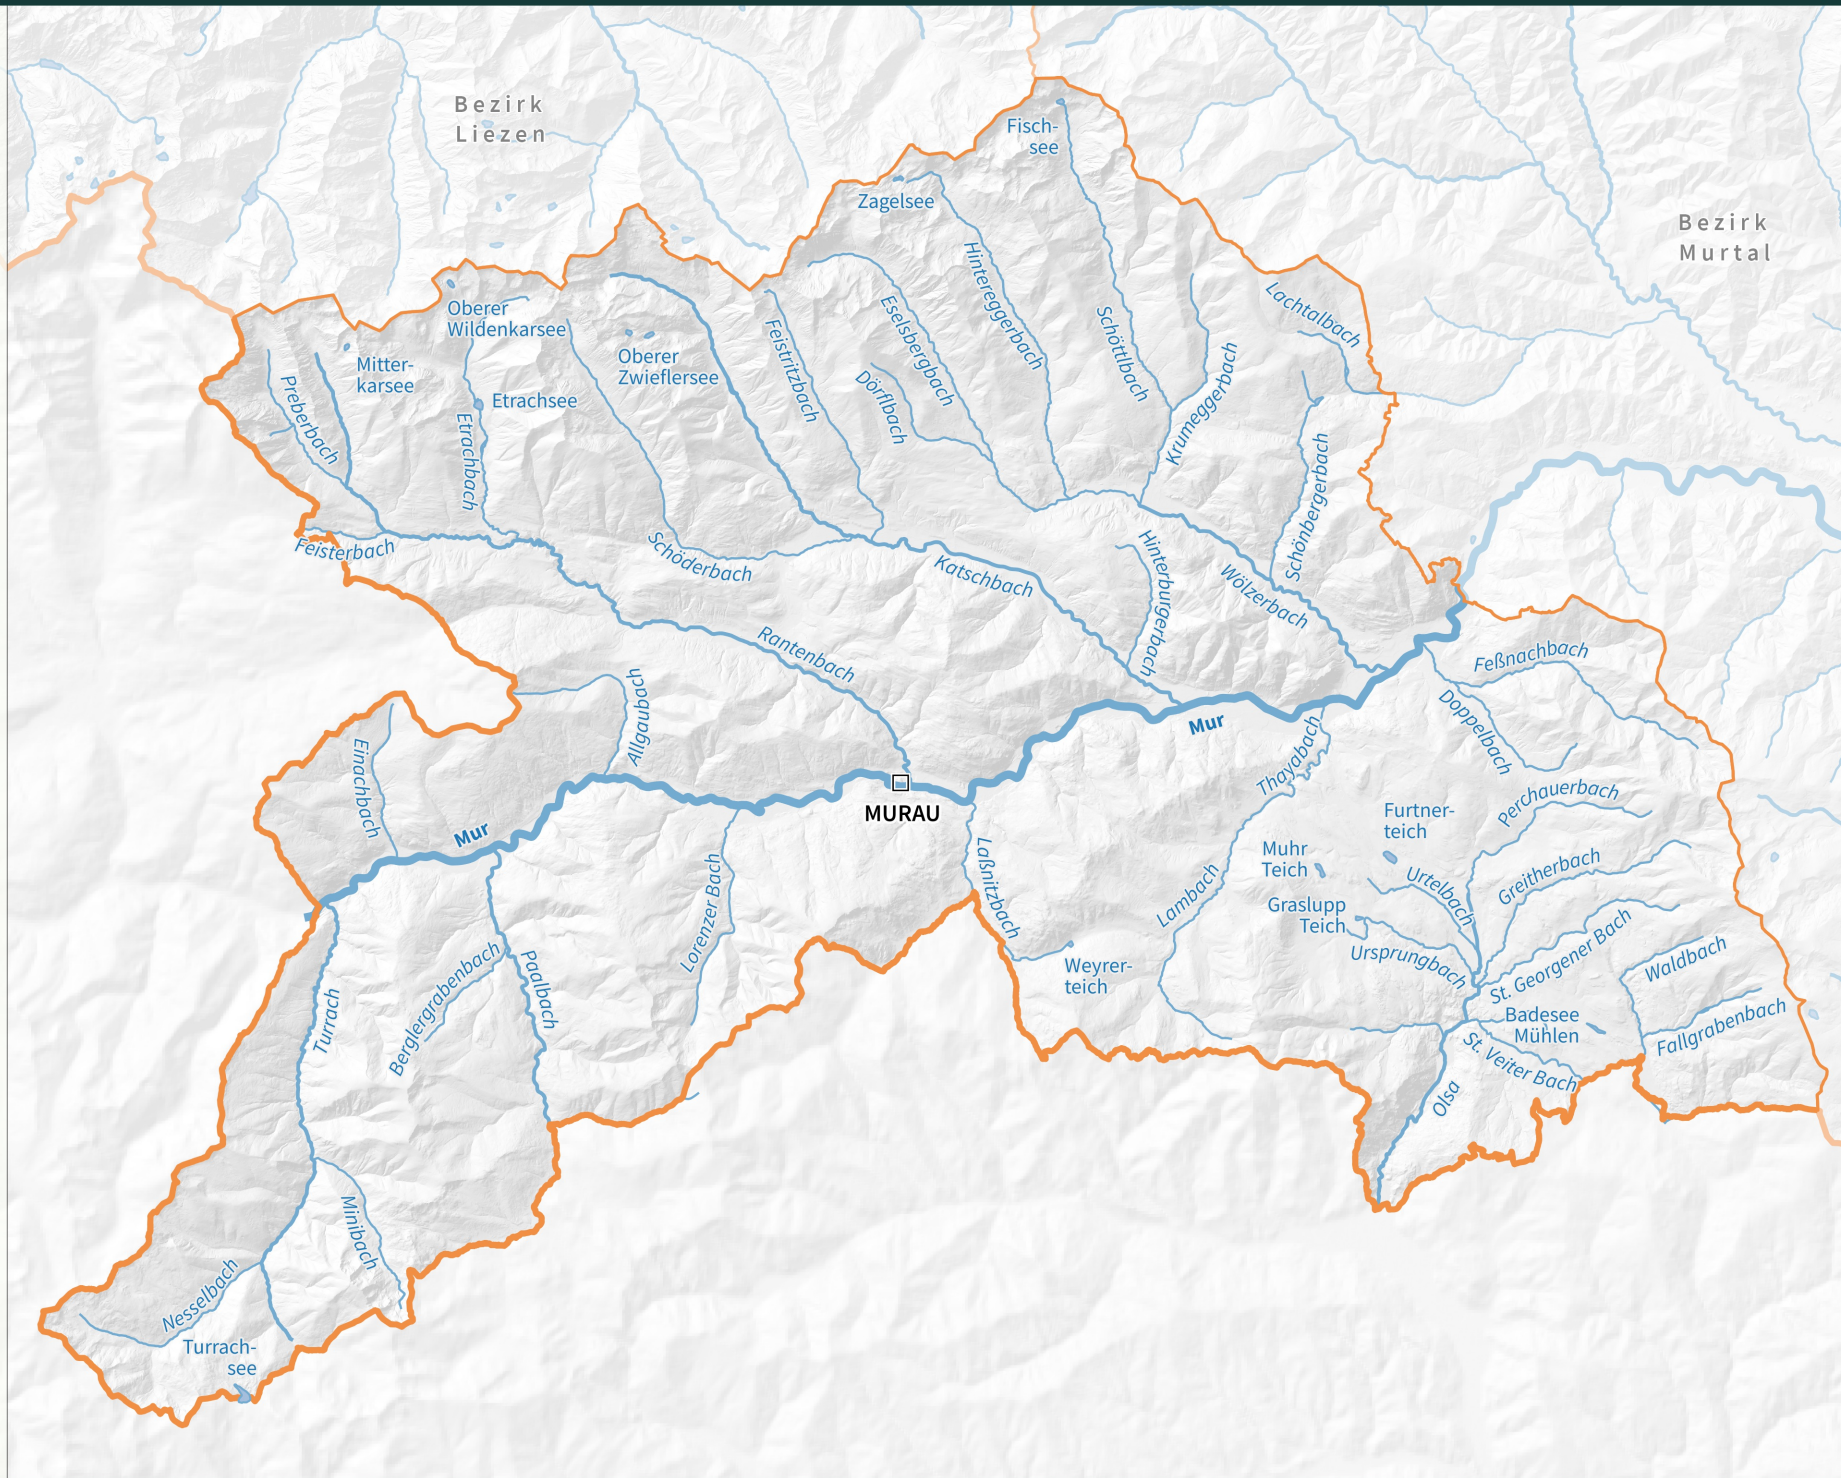 Bezirk
Liezen
Fisch-
see
Zagelsee
Bezirk
Murtal
Hintereggerbach
Eselsbergbach
Schöttlbach
Lachtalbach
Oberer
Wildenkarsee
Feistritzbach
Mitter-
karsee
Oberer
Zwieflersee
Preberbach
Etrachsee
Dörflbach
Krumeggerbach
Etrachbach
Schönbergerbach
Feisterbach
Schöderbach
Katschbach
Hinterburgerbach
Wölzerbach
Rantenbach
Feßnachbach
Allgaubach
Doppelbach
Mur
Einachbach
Thayabach
Perchauerbach
MURAU
Furtner-
teich
Mur
Muhr
Teich
Laßnitzbach
Lorenzer Bach
Lambach
Urtelbach
Greitherbach
Graslupp
Teich
Ursprungbach
St. Georgener Bach
Waldbach
Weyrer-
teich
Berglergrabenbach
Paalbach
Turrach
Badesee
Mühlen
Fallgrabenbach
St. Veiter Bach
Olsa
Minibach
Nesselbach
Turrach-
see